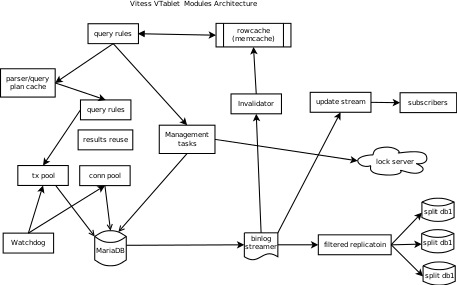 Vitess VTablet  Modules Architecture
query rules
rowcache
(memcache)
parser/query
plan cache
query rules
Invalidator
update stream
subscribers
results reuse
Management
tasks
lock server
tx pool
conn pool
Watchdog
MariaDB
binlog
streamer
filtered replicatoin
split db1
split db1
split db1